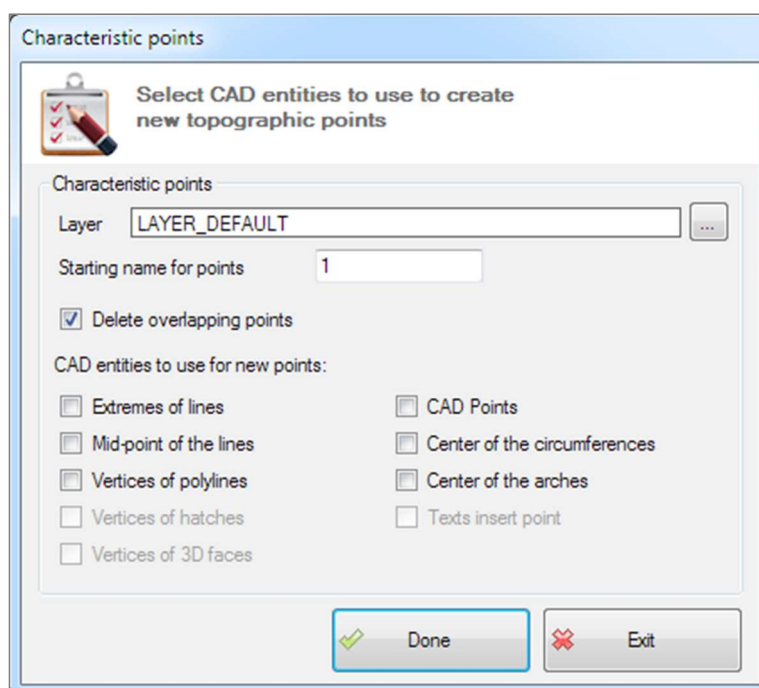 Characteristic points
Select CAD entities to use to create
new topographic points
Characteristic points
Layer LAYER_DEFAULT ...
Starting name for points 1
Delete overlapping points
CAD entities to use for new points:
Extremes of lines CAD Points
Mid-point of the lines Center of the circumferences
Vertices of polylines Center of the arches
Vertices of hatches Texts insert point
Vertices of 3D faces
Done Exit